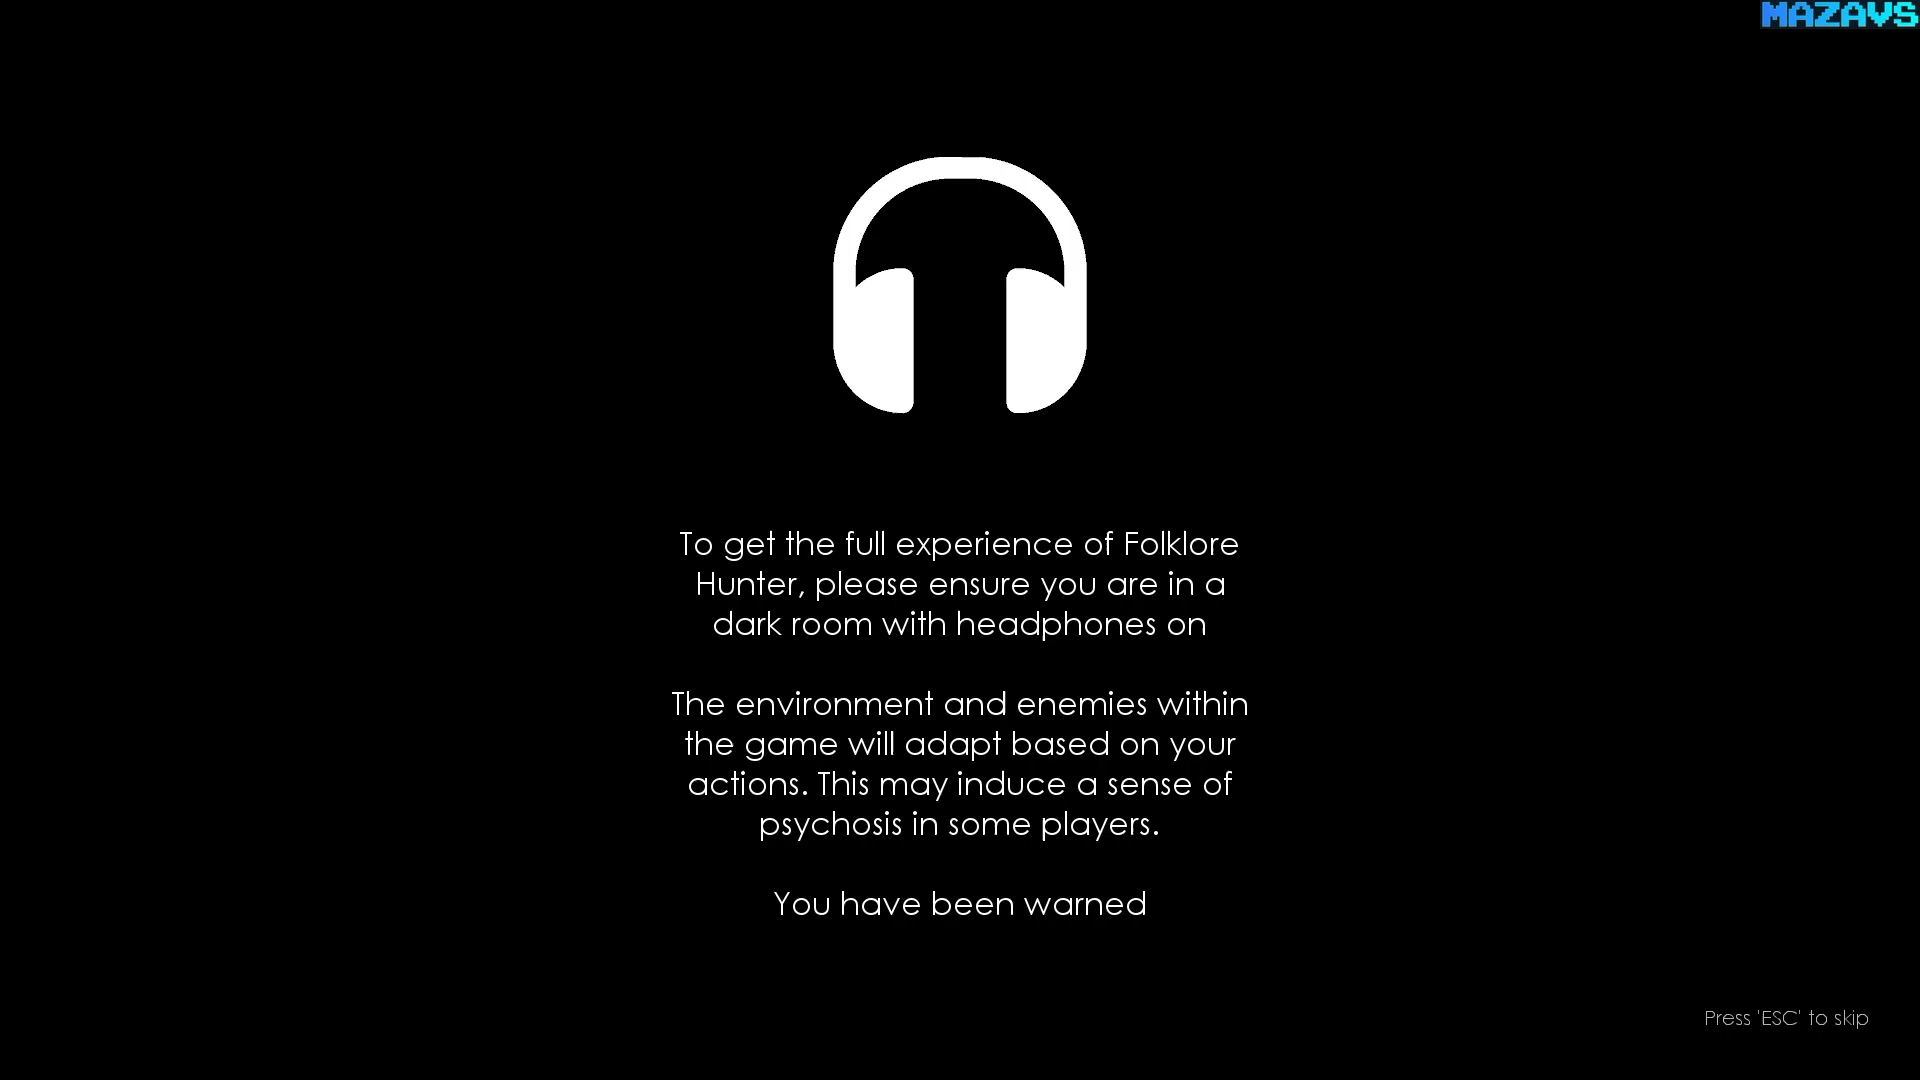 MAZAVS
To get the full experience of Folklore
Hunter, please ensure you are in a
dark room with headphones on
The environment and enemies within
the game will adapt based on your
actions. This may induce a sense of
psychosis in some players.
You have been warned
Press 'ESC' to skip